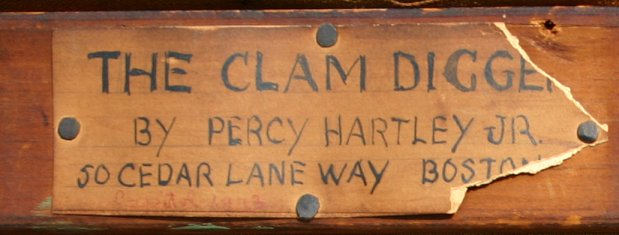 THE CLAM DIGGE
BY PERCY HARTLEY JR.
50 CEDAR LANE WAY BOSTON